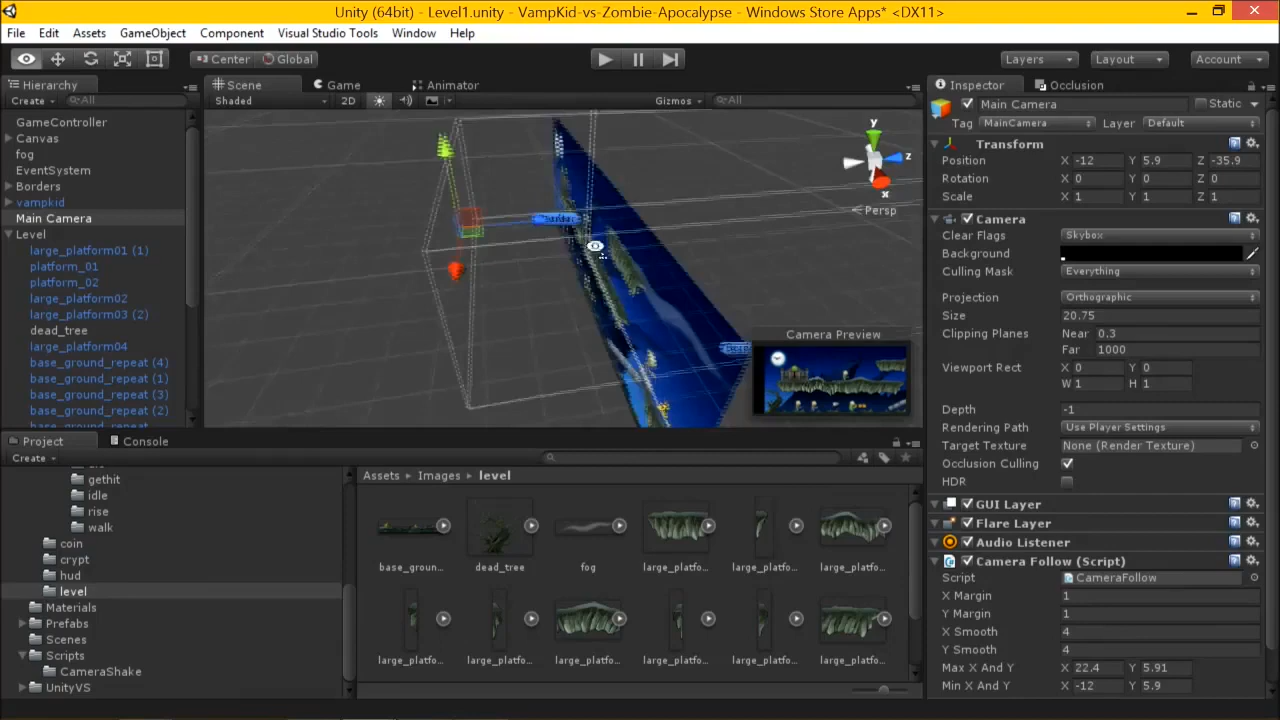 Unity (64bit) - Level1.unity - VampKid-vs-Zombie-Apocalypse - Windows Store Apps* <DX11>
File Edit Assets GameObject Component Visual Studio Tools Window Help
Center Global Layers Layout Account
Hierarchy
Create All
GameController
Canvas
fog
EventSystem
Borders
vampkid
Main Camera
Level
large_platform01 (1)
platform_01
platform_02
large_platform02
large_platform03 (2)
dead_tree
large_platform04
base_ground_repeat (4)
base_ground_repeat (1)
base_ground_repeat (3)
base_ground_repeat (2)
Scene Game Animator
Shaded 2D Gizmos All
y
z
x
Persp
Camera Preview
Inspector Occlusion
Main Camera Static
Tag MainCamera Layer Default
Transform
Position X -12 Y 5.9 Z -35.9
Rotation X 0 Y 0 Z 0
Scale X 1 Y 1 Z 1
Camera
Clear Flags Skybox
Background
Culling Mask Everything
Projection Orthographic
Size 20.75
Clipping Planes Near 0.3
Far 1000
Viewport Rect X 0 Y 0
W 1 H 1
Depth -1
Rendering Path Use Player Settings
Target Texture None (Render Texture)
Occlusion Culling
HDR
GUI Layer
Flare Layer
Audio Listener
Camera Follow (Script)
Script CameraFollow
X Margin 1
Y Margin 1
X Smooth 4
Y Smooth 4
Max X And Y X 22.4 Y 5.91
Min X And Y X -12 Y 5.9
Project Console
Create
gethit
idle
rise
walk
coin
crypt
hud
level
Materials
Prefabs
Scenes
Scripts
CameraShake
UnityVS
Assets Images level
base_groun... dead_tree fog large_platfo... large_platfo... large_platfo...
large_platfo... large_platfo... large_platfo... large_platfo... large_platfo... large_platfo...